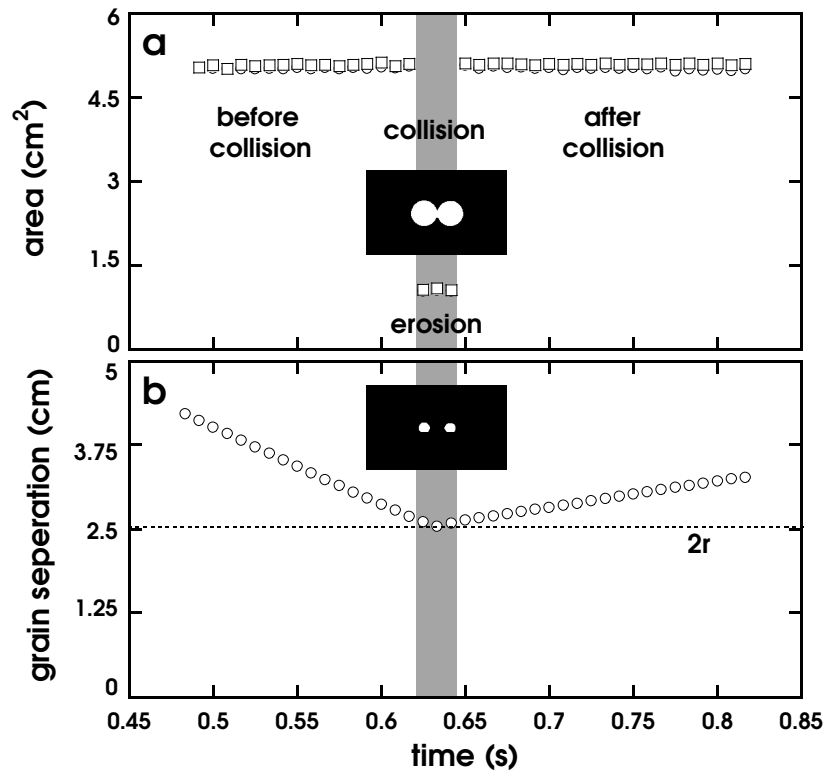 a
6
4.5
3
1.5
0
area (cm²)
before
collision
collision
after
collision
erosion
b
5
3.75
2.5
1.25
0
grain seperation (cm)
2r
0.45 0.5 0.55 0.6 0.65 0.7 0.75 0.8 0.85
time (s)